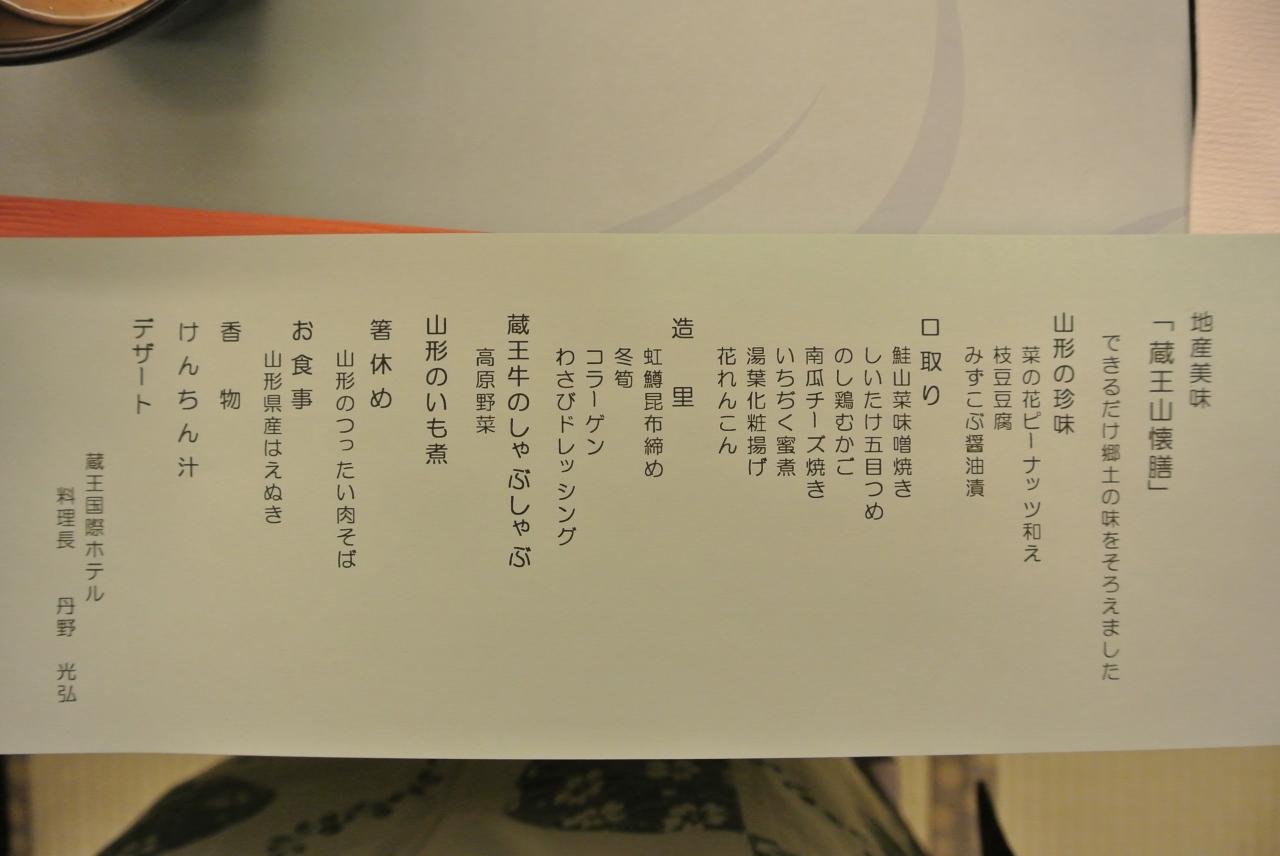 地産美味
「蔵王山懐膳」
できるだけ郷土の味をそろえました
山形の珍味
菜の花ピーナッツ和え
枝豆豆腐
みずこぶ醤油漬
口取り
鮭山菜味噌焼き
しいたけ五目つめ
のし鶏むかご
南瓜チーズ焼き
いちぢく蜜煮
湯葉化粧揚げ
花れんこん
造里
虹鱒昆布締め
冬筍
コラーゲン
わさびドレッシング
蔵王牛のしゃぶしゃぶ
高原野菜
山形のいも煮
箸休め
山形のつったい肉そば
お食事
山形県産はえぬき
香物
けんちん汁
デザート
蔵王国際ホテル
料理長 丹野 光弘